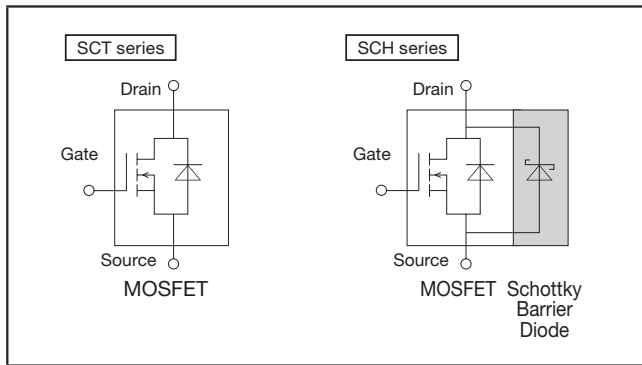 SCT series
Drain
Gate
Source
MOSFET
SCH series
Drain
Gate
Source
MOSFET
Schottky
Barrier
Diode